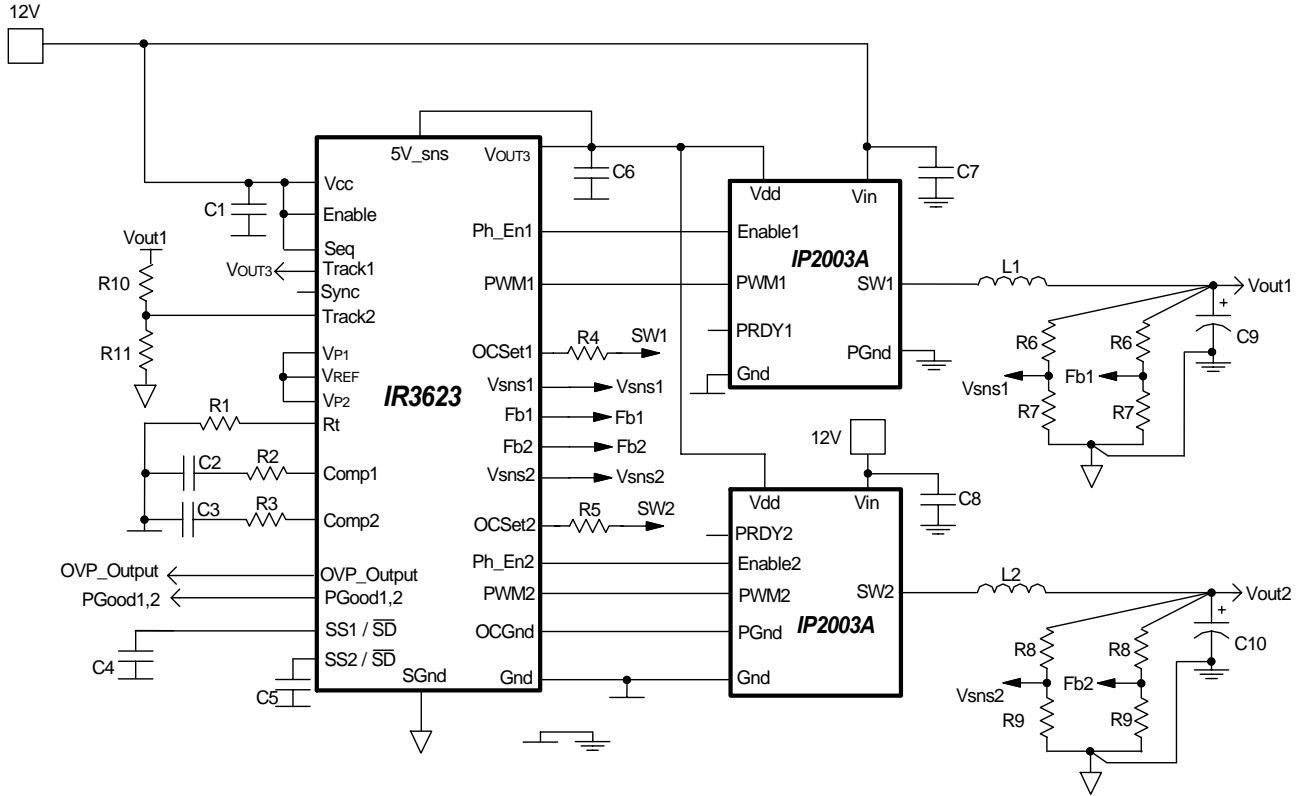 12V
5V_sns
VOUT3
C6
C7
Vcc
C1
Enable
Seq
Vdd
Vin
Vout1
Ph_En1
Enable1
IP2003A
VOUT3
Track1
R10
Sync
PWM1
PWM1
SW1
L1
Vout1
Track2
+
R11
OCSet1
R4
SW1
PRDY1
PGnd
R6
R6
C9
VP1
VREF
VP2
IR3623
Vsns1
Vsns1
Gnd
Vsns1
Fb1
R1
Rt
Fb1
Fb1
R7
R7
Fb2
Fb2
12V
C2
R2
Comp1
Vsns2
Vsns2
C3
R3
Comp2
OCSet2
R5
SW2
Vdd
Vin
C8
PRDY2
OVP_Output
OVP_Output
Ph_En2
Enable2
PGood1,2
PGood1,2
PWM2
PWM2
SW2
L2
Vout2
+
SS1 / SD
OCGnd
PGnd
IP2003A
R8
R8
C10
C4
SS2 / SD
SGnd
Gnd
Gnd
Vsns2
Fb2
C5
R9
R9